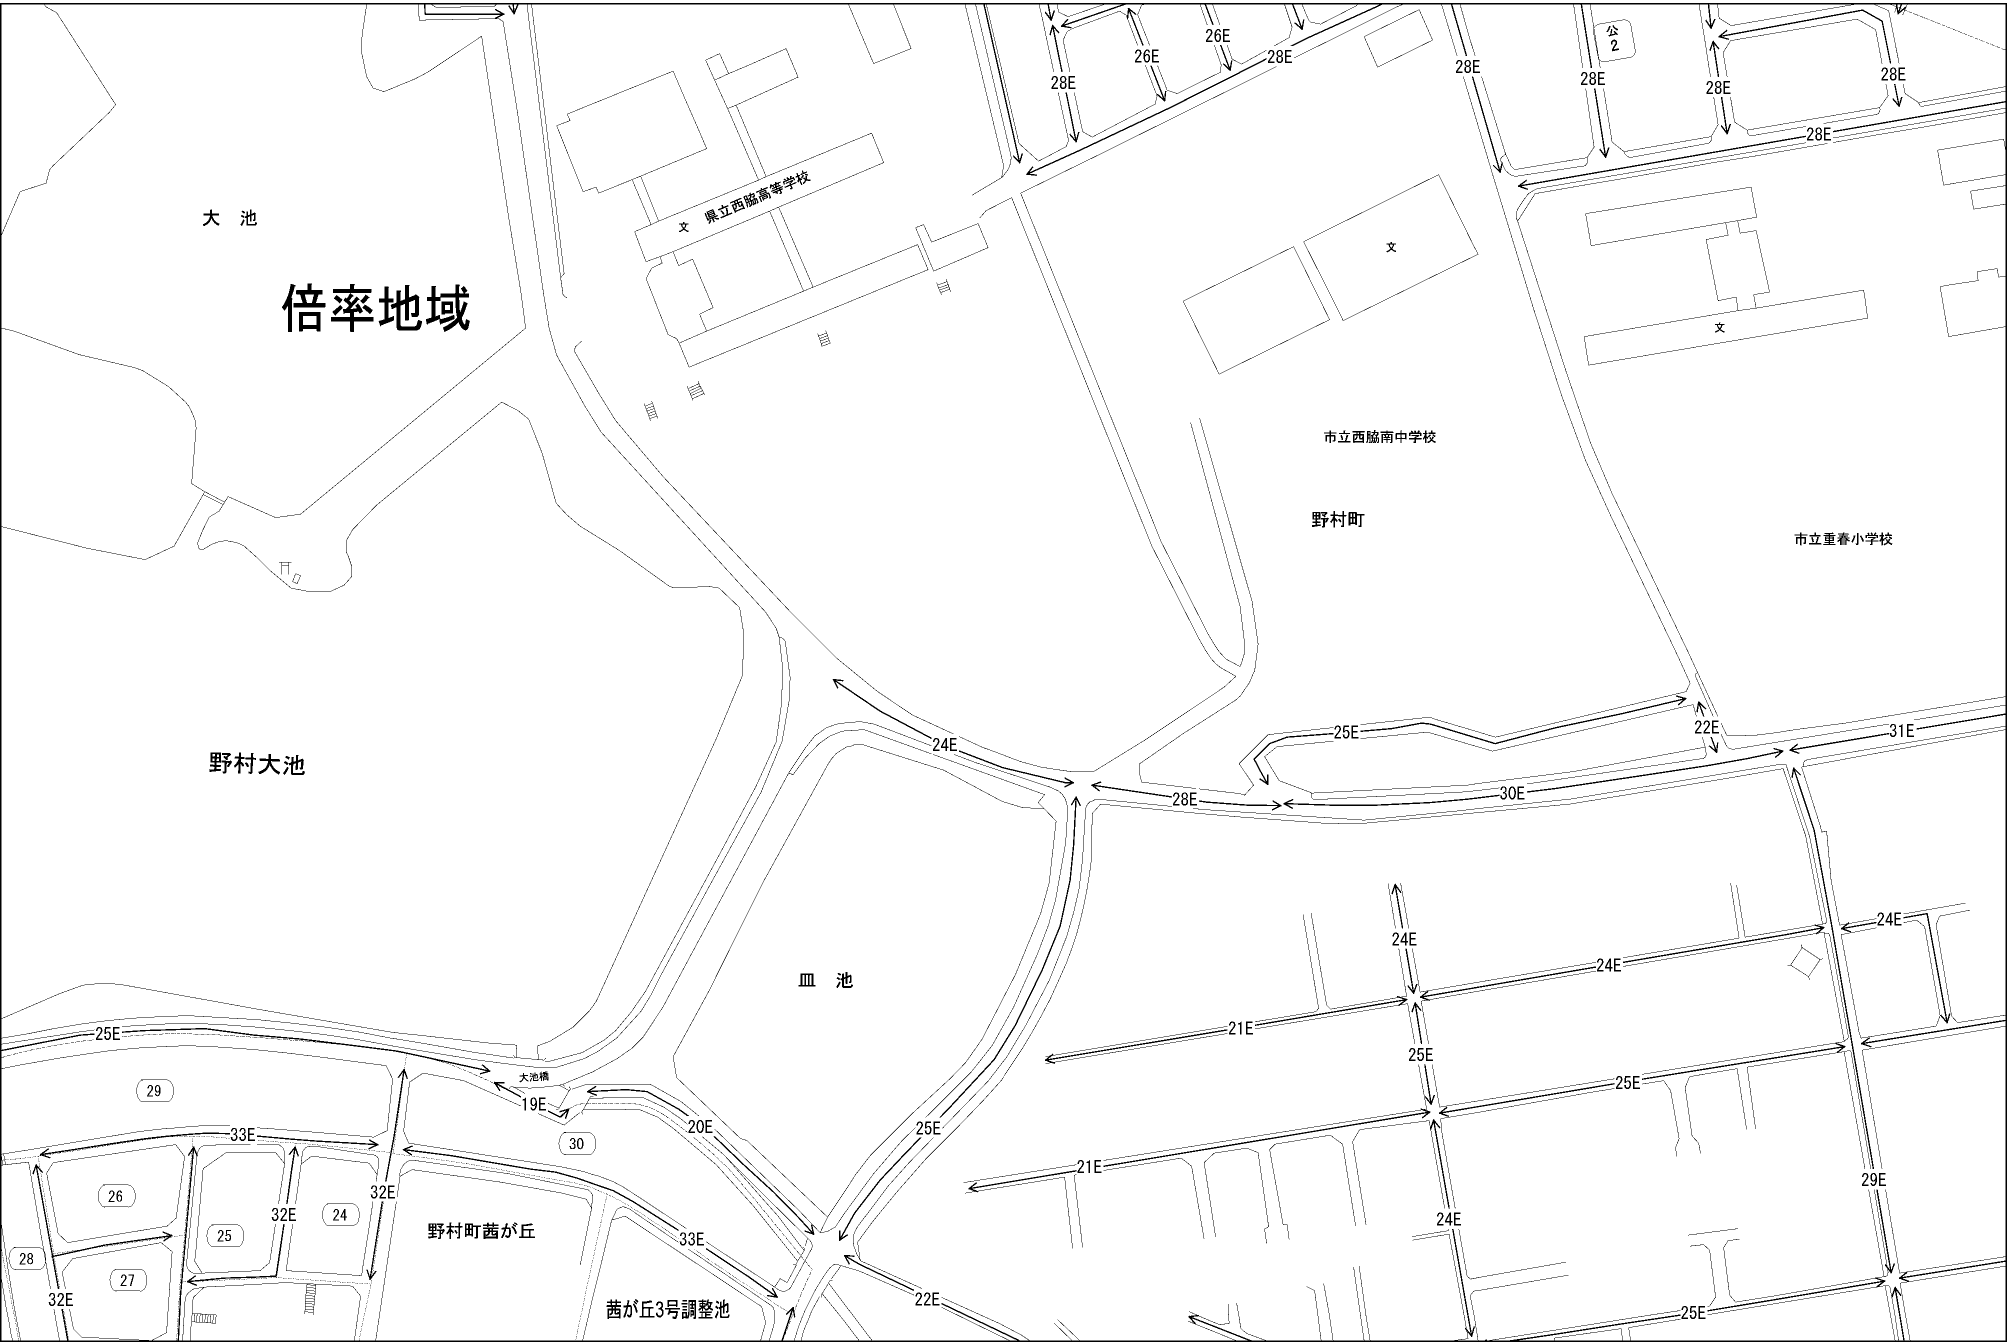 公
2
26E
26E
28E
28E
28E
28E
28E
28E
28E
大 池
文 県立西脇高等学校
文
文
倍率地域
市立西脇南中学校
野村町
市立重春小学校
25E
22E
31E
24E
28E
30E
野村大池
24E
24E
24E
皿 池
21E
25E
25E
大池橋
19E
25E
29
20E
25E
33E
30
21E
26
32E
32E
24
29E
25
野村町茜が丘
33E
24E
28
27
32E
茜が丘3号調整池
22E
25E